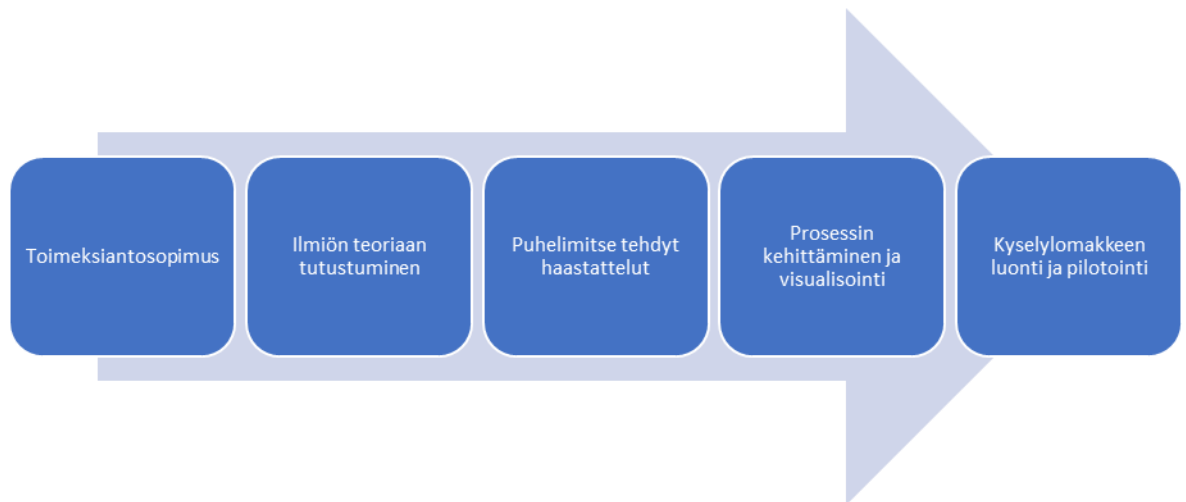 Toimeksiantosopimus
Ilmiön teoriaan
tutustuminen
Puhelimitse tehdyt
haastattelut
Prosessin
kehittäminen ja
visualisointi
Kyselylomakkeen
luonti ja pilotointi